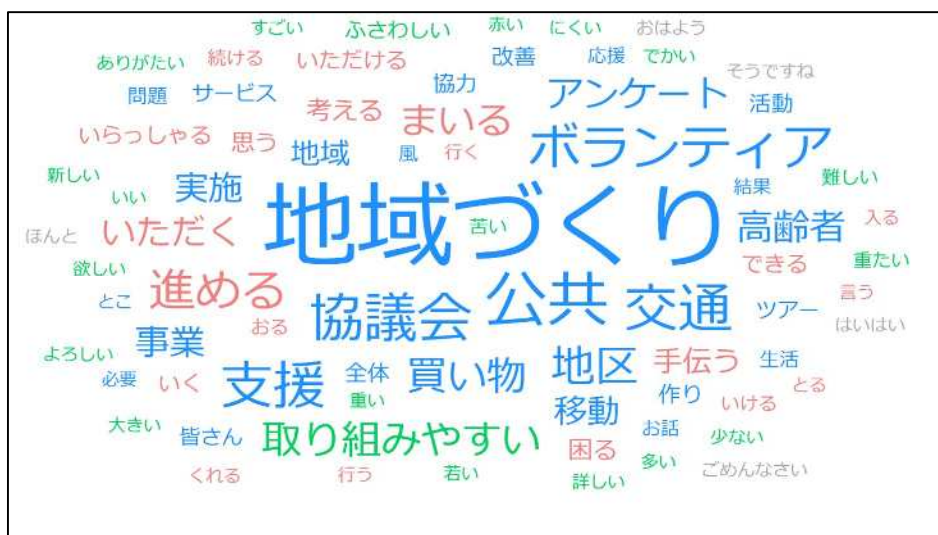 すごい ふさわしい 赤い にくい おはよう
ありがたい 続ける いただける 改善 応援 でかい そうですね
問題 サービス 考える 協力 まいる アンケート 活動
いらっしゃる 思う 地域 風 行く ボランティア
新しい いい 実施 結果 難しい
ほんと いただく 地域づくり 苦い 高齢者 入る
欲しい 進める できる 重たい
とこ おる 協議会 公共 交通 ツアー 言う
よろしい 事業 はいはい
必要 いく 支援 全体 買い物 地区 手伝う 生活
重い 移動 作り いける とる
大きい 皆さん 取り組みやすい 困る お話 少ない
くれる 行う 若い 詳しい 多い ごめんなさい